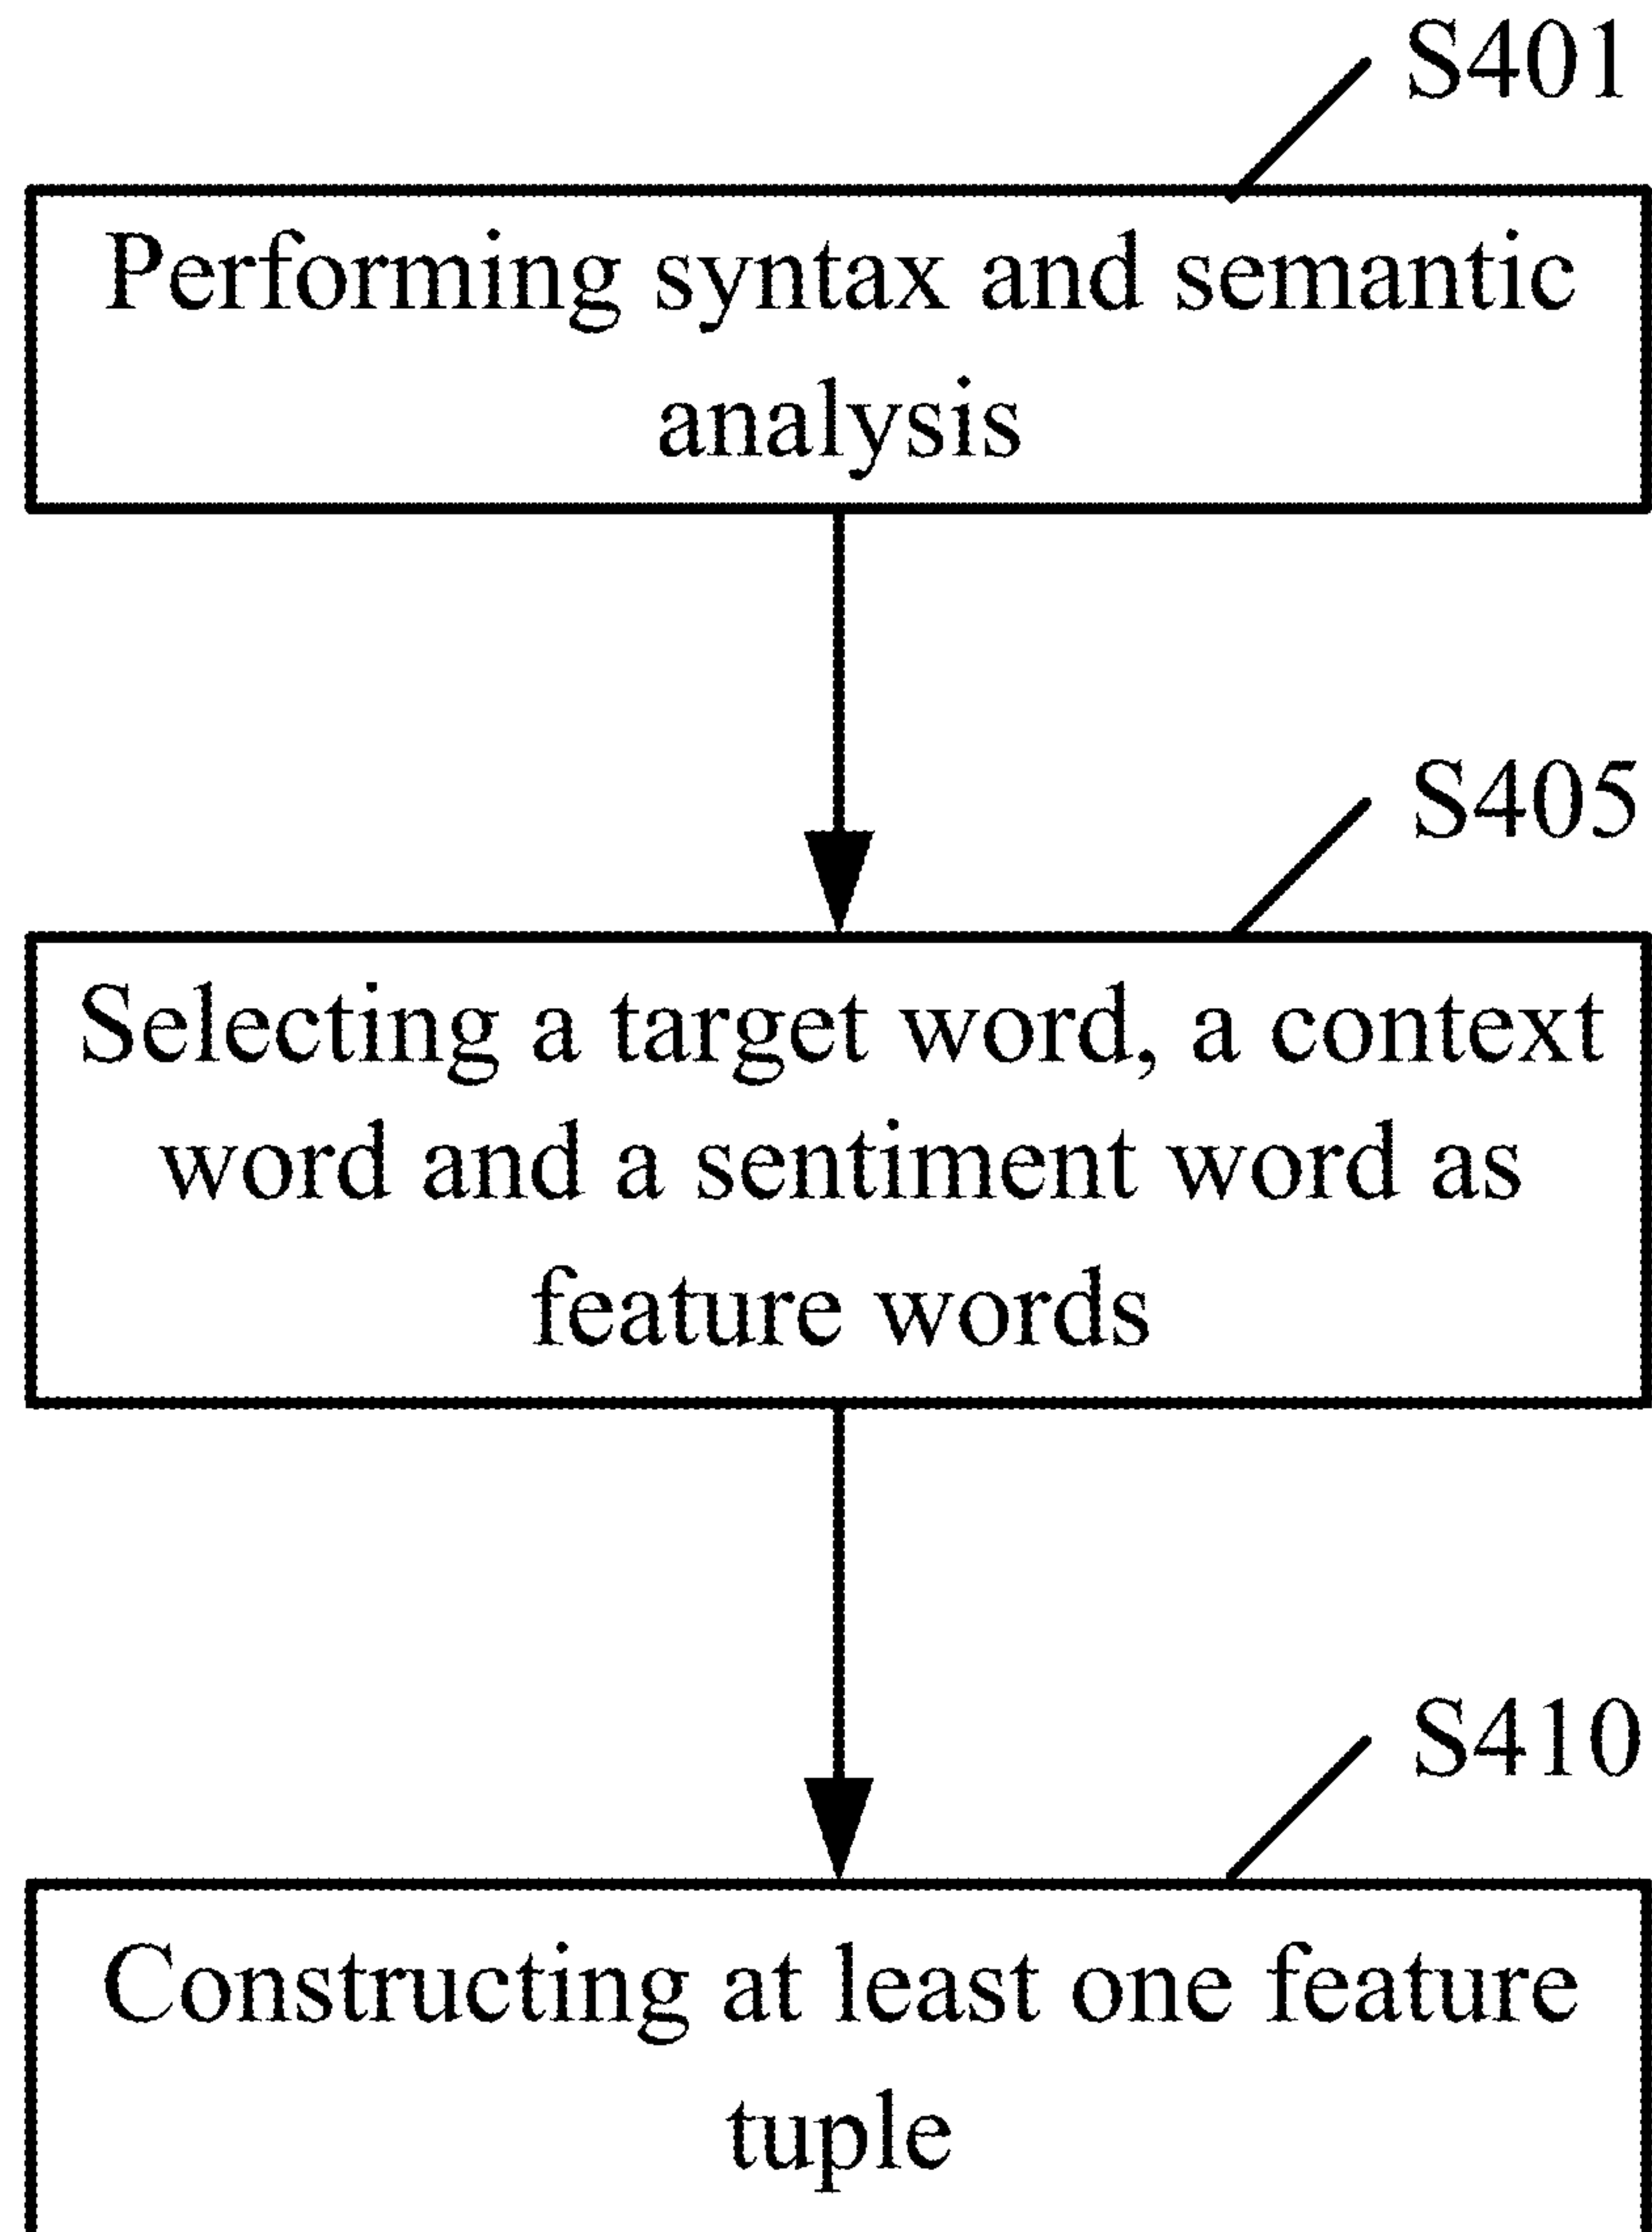 S401
Performing syntax and semantic
analysis
S405
Selecting a target word, a context
word and a sentiment word as
feature words
S410
Constructing at least one feature
tuple